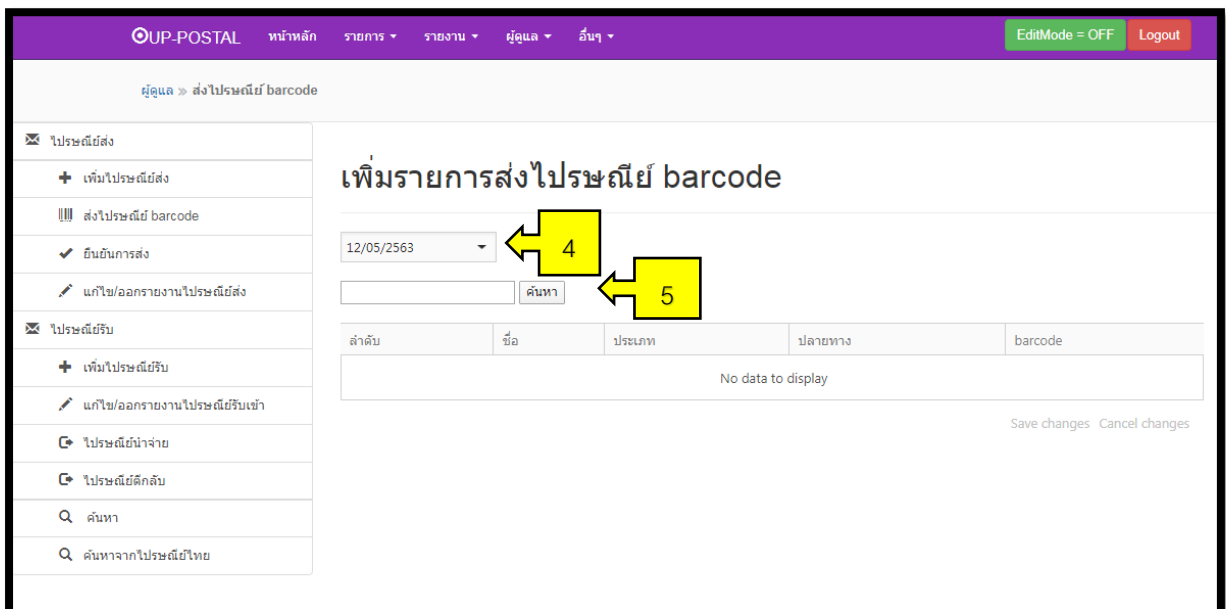 UP-POSTAL หน้าหลัก รายการ รายงาน ผู้ดูแล อื่นๆ EditMode = OFF Logout
ผู้ดูแล » ส่งไปรษณีย์ barcode
ไปรษณีย์ส่ง
เพิ่มไปรษณีย์ส่ง
ส่งไปรษณีย์ barcode
ยืนยันการส่ง
แก้ไข/ออกรายงานไปรษณีย์ส่ง
ไปรษณีย์รับ
เพิ่มไปรษณีย์รับ
แก้ไข/ออกรายงานไปรษณีย์รับเข้า
ไปรษณีย์นำจ่าย
ไปรษณีย์ตีกลับ
ค้นหา
ค้นหาจากไปรษณีย์ไทย
เพิ่มรายการส่งไปรษณีย์ barcode
12/05/2563 4
ค้นหา 5
ลำดับ ชื่อ ประเภท ปลายทาง barcode
No data to display
Save changes Cancel changes